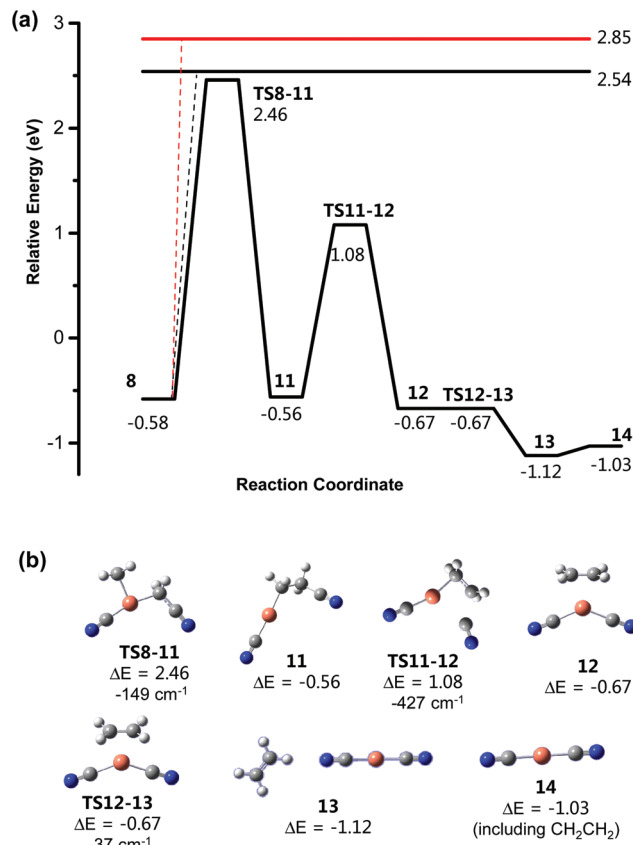 (a)
3
2
1
0
-1
Relative Energy (eV)
Reaction Coordinate
2.85
2.54
TS8-11
2.46
TS11-12
1.08
8
-0.58
11
-0.56
12
-0.67
TS12-13
-0.67
13
-1.12
14
-1.03
(b)
TS8-11
ΔE = 2.46
-149 cm⁻¹
11
ΔE = -0.56
TS11-12
ΔE = 1.08
-427 cm⁻¹
12
ΔE = -0.67
TS12-13
ΔE = -0.67
13
ΔE = -1.12
14
ΔE = -1.03
(including CH₂CH₂)